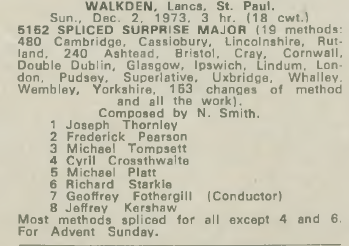 WALKDEN, Lancs, St. Paul.
Sun., Dec. 2, 1973, 3 hr. (18 cwt.)
5152 SPLICED SURPRISE MAJOR (19 methods:
480 Cambridge, Cassiobury, Lincolnshire, Rut-
land, 240 Ashtead, Bristol, Cray, Cornwall,
Double Dublin, Glasgow, Ipswich, Lindum, Lon-
don, Pudsey, Superlative, Uxbridge, Whalley,
Wembley, Yorkshire, 153 changes of method
and all the work).
Composed by N. Smith.
1 Joseph Thornley
2 Frederick Pearson
3 Michael Tompsett
4 Cyril Crossthwaite
5 Michael Platt
6 Richard Starkie
7 Geoffrey Fothergill (Conductor)
8 Jeffrey Kershaw
Most methods spliced for all except 4 and 6.
For Advent Sunday.